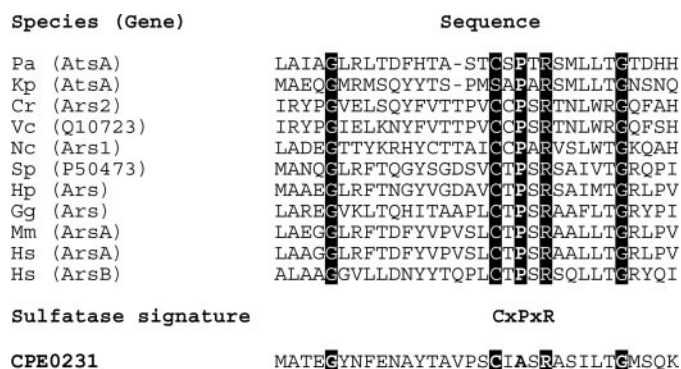 Species (Gene) Sequence
Pa (AtsA) LAIAGLRLTDFHTA-STCSPTRSMLLTGTDHH
Kp (AtsA) MAEQGMRMSQYYTS-PMSAPARSMLLTGNSNQ
Cr (Ars2) IRYPGVELSQYFVTTPVCCPSRTNLWRGQFAH
Vc (Q10723) IRYPGIELKNYFVTTPVCCPSRTNLWRGQFSH
Nc (Ars1) LADEGTTYKRHYCTTAICCPARVSLWTGKQAH
Sp (P50473) MANQGLRFTQGYSGDSVCTPSRSAIVTGRQPI
Hp (Ars) MAAEGLRFTNGYVGDAVCTPSRSAIMTGRLPV
Gg (Ars) LAREGVKLTQHITAAPLCTPSRAAFLTGRYPI
Mm (ArsA) LAEGGLRFTDFYVPVSLCTPSRAALLTGRLPV
Hs (ArsA) LAAGGLRFTDFYVPVSLCTPSRAALLTGRLPV
Hs (ArsB) ALAAGGVLLDNYYTQPLCTPSRSQLLTGRYQI
Sulfatase signature CxPxR
CPE0231 MATEGYNFENAYTAVPSCIASRASILTGMSQK